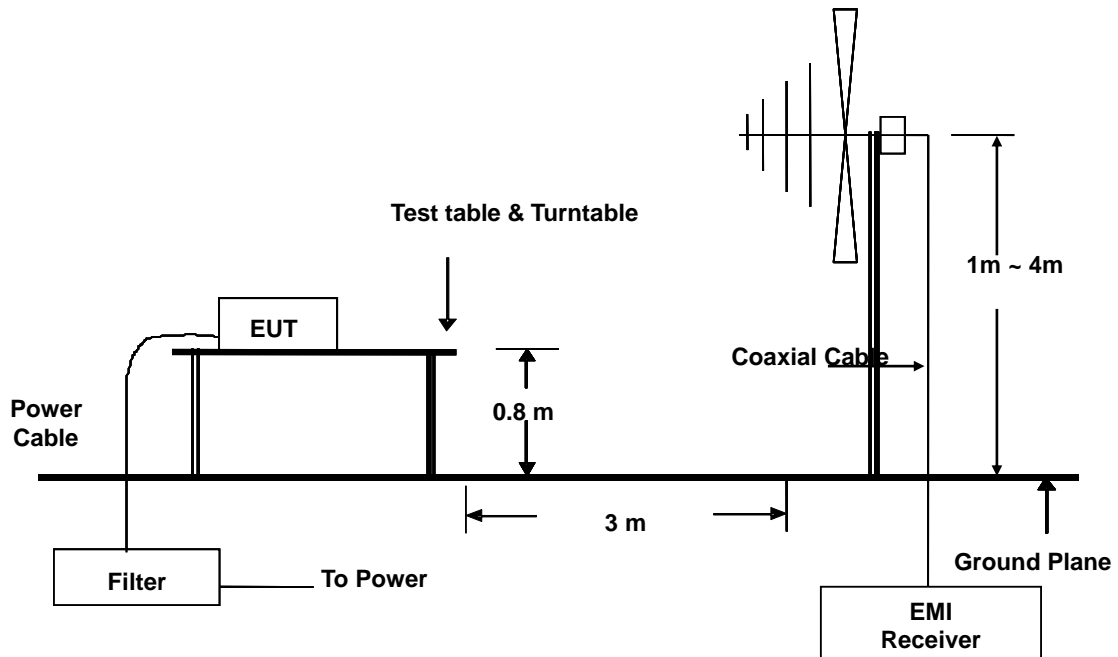 Test table & Turntable
1m ~ 4m
EUT
Coaxial Cable
0.8 m
Power
Cable
3 m
Ground Plane
Filter
To Power
EMI
Receiver